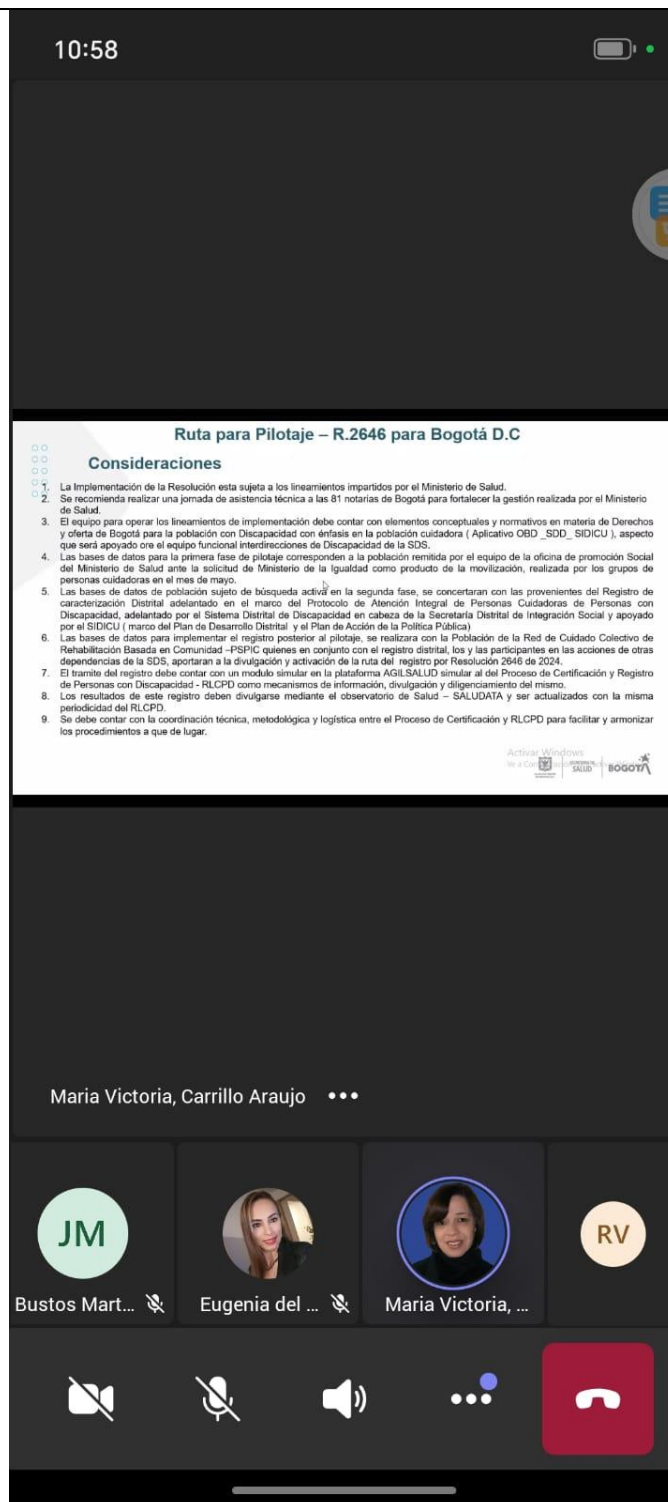 10:58
Ruta para Pilotaje – R.2646 para Bogotá D.C
Consideraciones
1. La Implementación de la Resolución esta sujeta a los lineamientos impartidos por el Ministerio de Salud.
2. Se recomienda realizar una jornada de asistencia técnica a las 81 notarias de Bogotá para fortalecer la gestión realizada por el Ministerio
de Salud.
3. El equipo para operar los lineamientos de implementación debe contar con elementos conceptuales y normativos en materia de Derechos
y oferta de Bogotá para la población con Discapacidad con énfasis en la población cuidadora ( Aplicativo OBD _SDD_ SIDICU ), aspecto
que será apoyado ore el equipo funcional interdirecciones de Discapacidad de la SDS.
4. Las bases de datos para la primera fase de pilotaje corresponden a la población remitida por el equipo de la oficina de promoción Social
del Ministerio de Salud ante la solicitud de Ministerio de la Igualdad como producto de la movilización, realizada por los grupos de
personas cuidadoras en el mes de mayo.
5. Las bases de datos de población sujeto de búsqueda activa en la segunda fase, se concertaran con las provenientes del Registro de
caracterización Distrital adelantado en el marco del Protocolo de Atención Integral de Personas Cuidadoras de Personas con
Discapacidad, adelantado por el Sistema Distrital de Discapacidad en cabeza de la Secretaría Distrital de Integración Social y apoyado
por el SIDICU ( marco del Plan de Desarrollo Distrital y el Plan de Acción de la Política Pública)
6. Las bases de datos para implementar el registro posterior al pilotaje, se realizara con la Población de la Red de Cuidado Colectivo de
Rehabilitación Basada en Comunidad –PSPIC quienes en conjunto con el registro distrital, los y las participantes en las acciones de otras
dependencias de la SDS, aportaran a la divulgación y activación de la ruta del registro por Resolución 2646 de 2024.
7. El tramite del registro debe contar con un modulo simular en la plataforma AGILSALUD simular al del Proceso de Certificación y Registro
de Personas con Discapacidad - RLCPD como mecanismos de información, divulgación y diligenciamiento del mismo.
8. Los resultados de este registro deben divulgarse mediante el observatorio de Salud – SALUDATA y ser actualizados con la misma
periodicidad del RLCPD.
9. Se debe contar con la coordinación técnica, metodológica y logística entre el Proceso de Certificación y RLCPD para facilitar y armonizar
los procedimientos a que de lugar.
Activar Windows
SALUD BOGOTÁ
Maria Victoria, Carrillo Araujo
JM
RV
Bustos Mart... Eugenia del ... Maria Victoria, ...